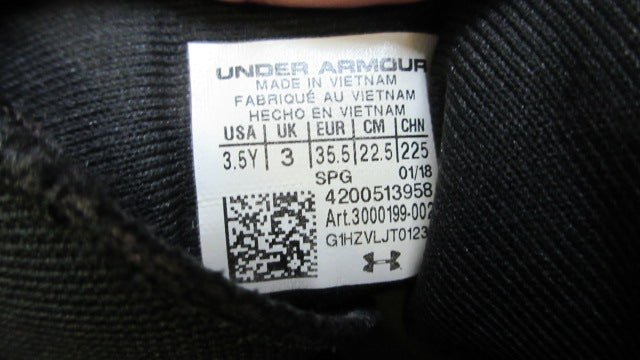 UNDER ARMOUR
MADE IN VIETNAM
FABRIQUÉ AU VIETNAM
HECHO EN VIETNAM
USA UK EUR CM CHN
3.5Y 3 35.5 22.5 225
SPG 01/18
4200513958
Art.3000199-002
G1HZVLJT0123